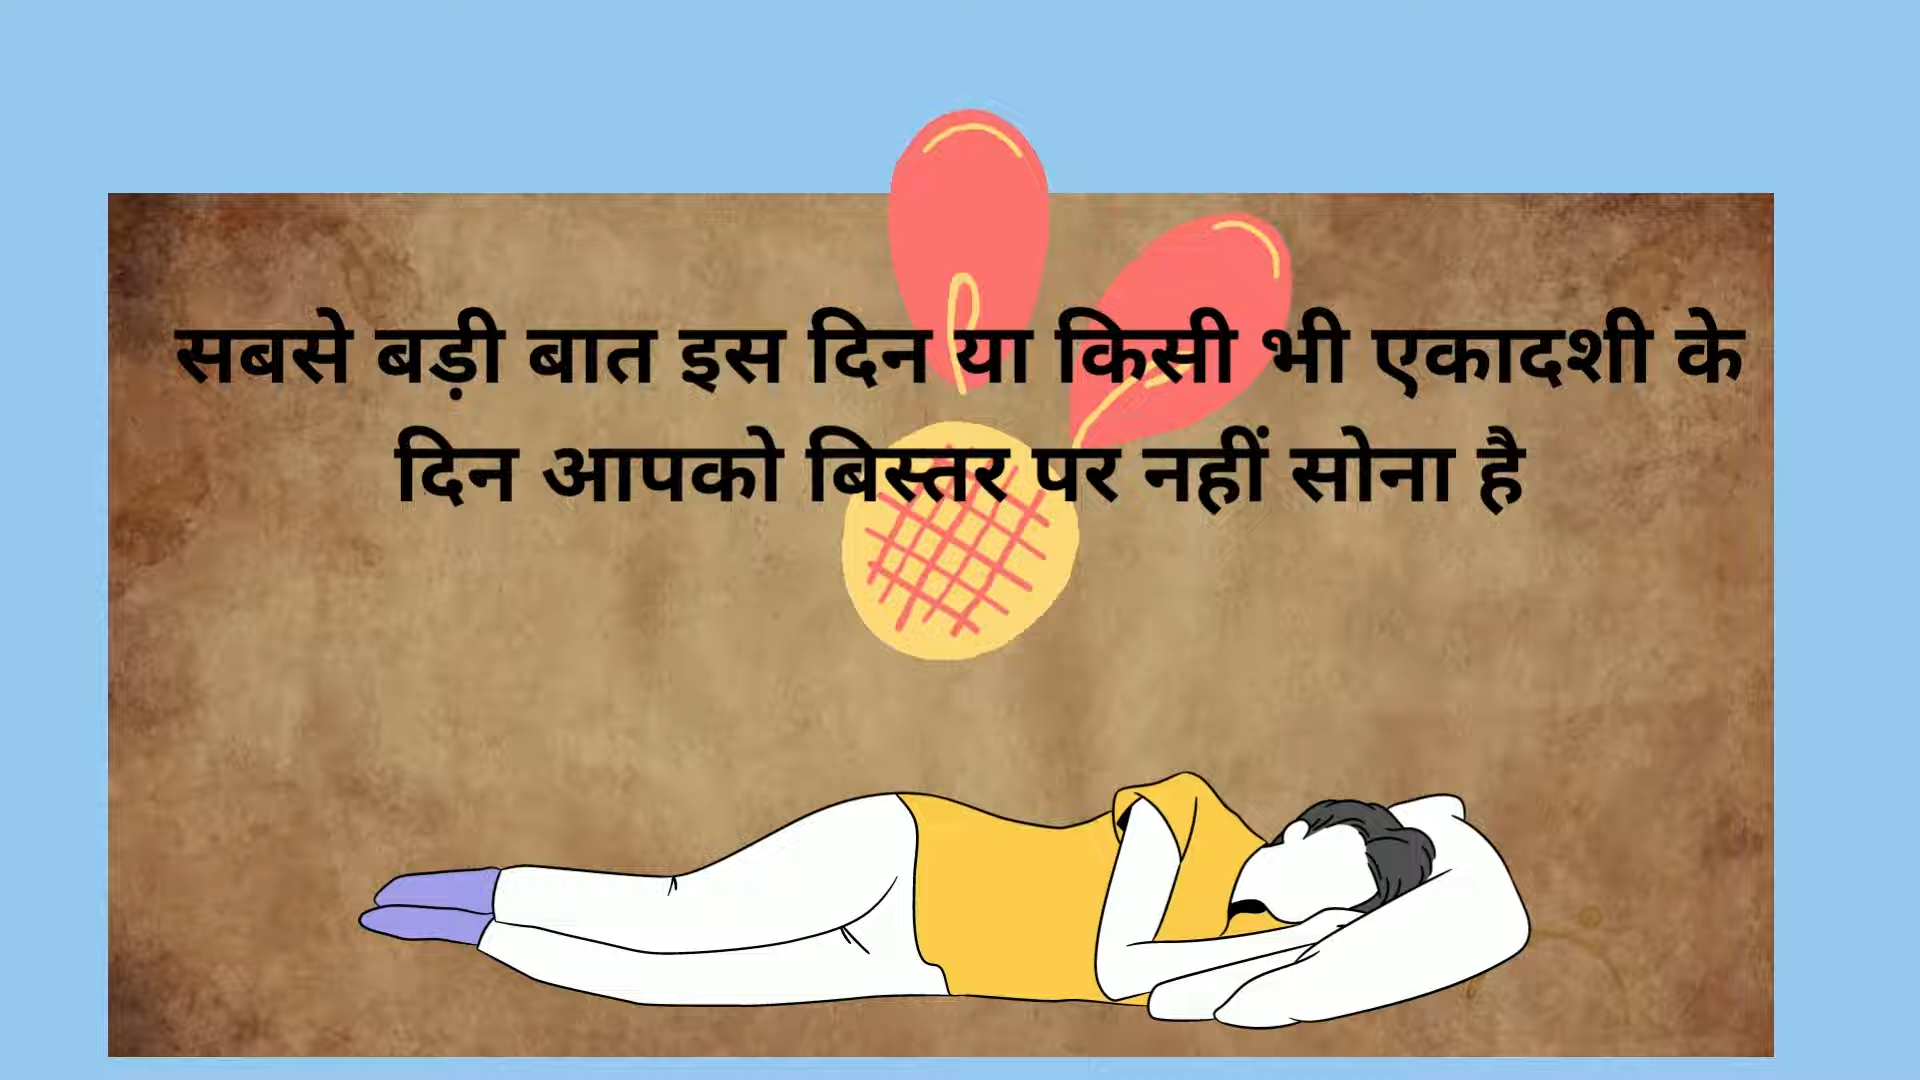 सबसे बड़ी बात इस दिन या किसी भी एकादशी के
दिन आपको बिस्तर पर नहीं सोना है